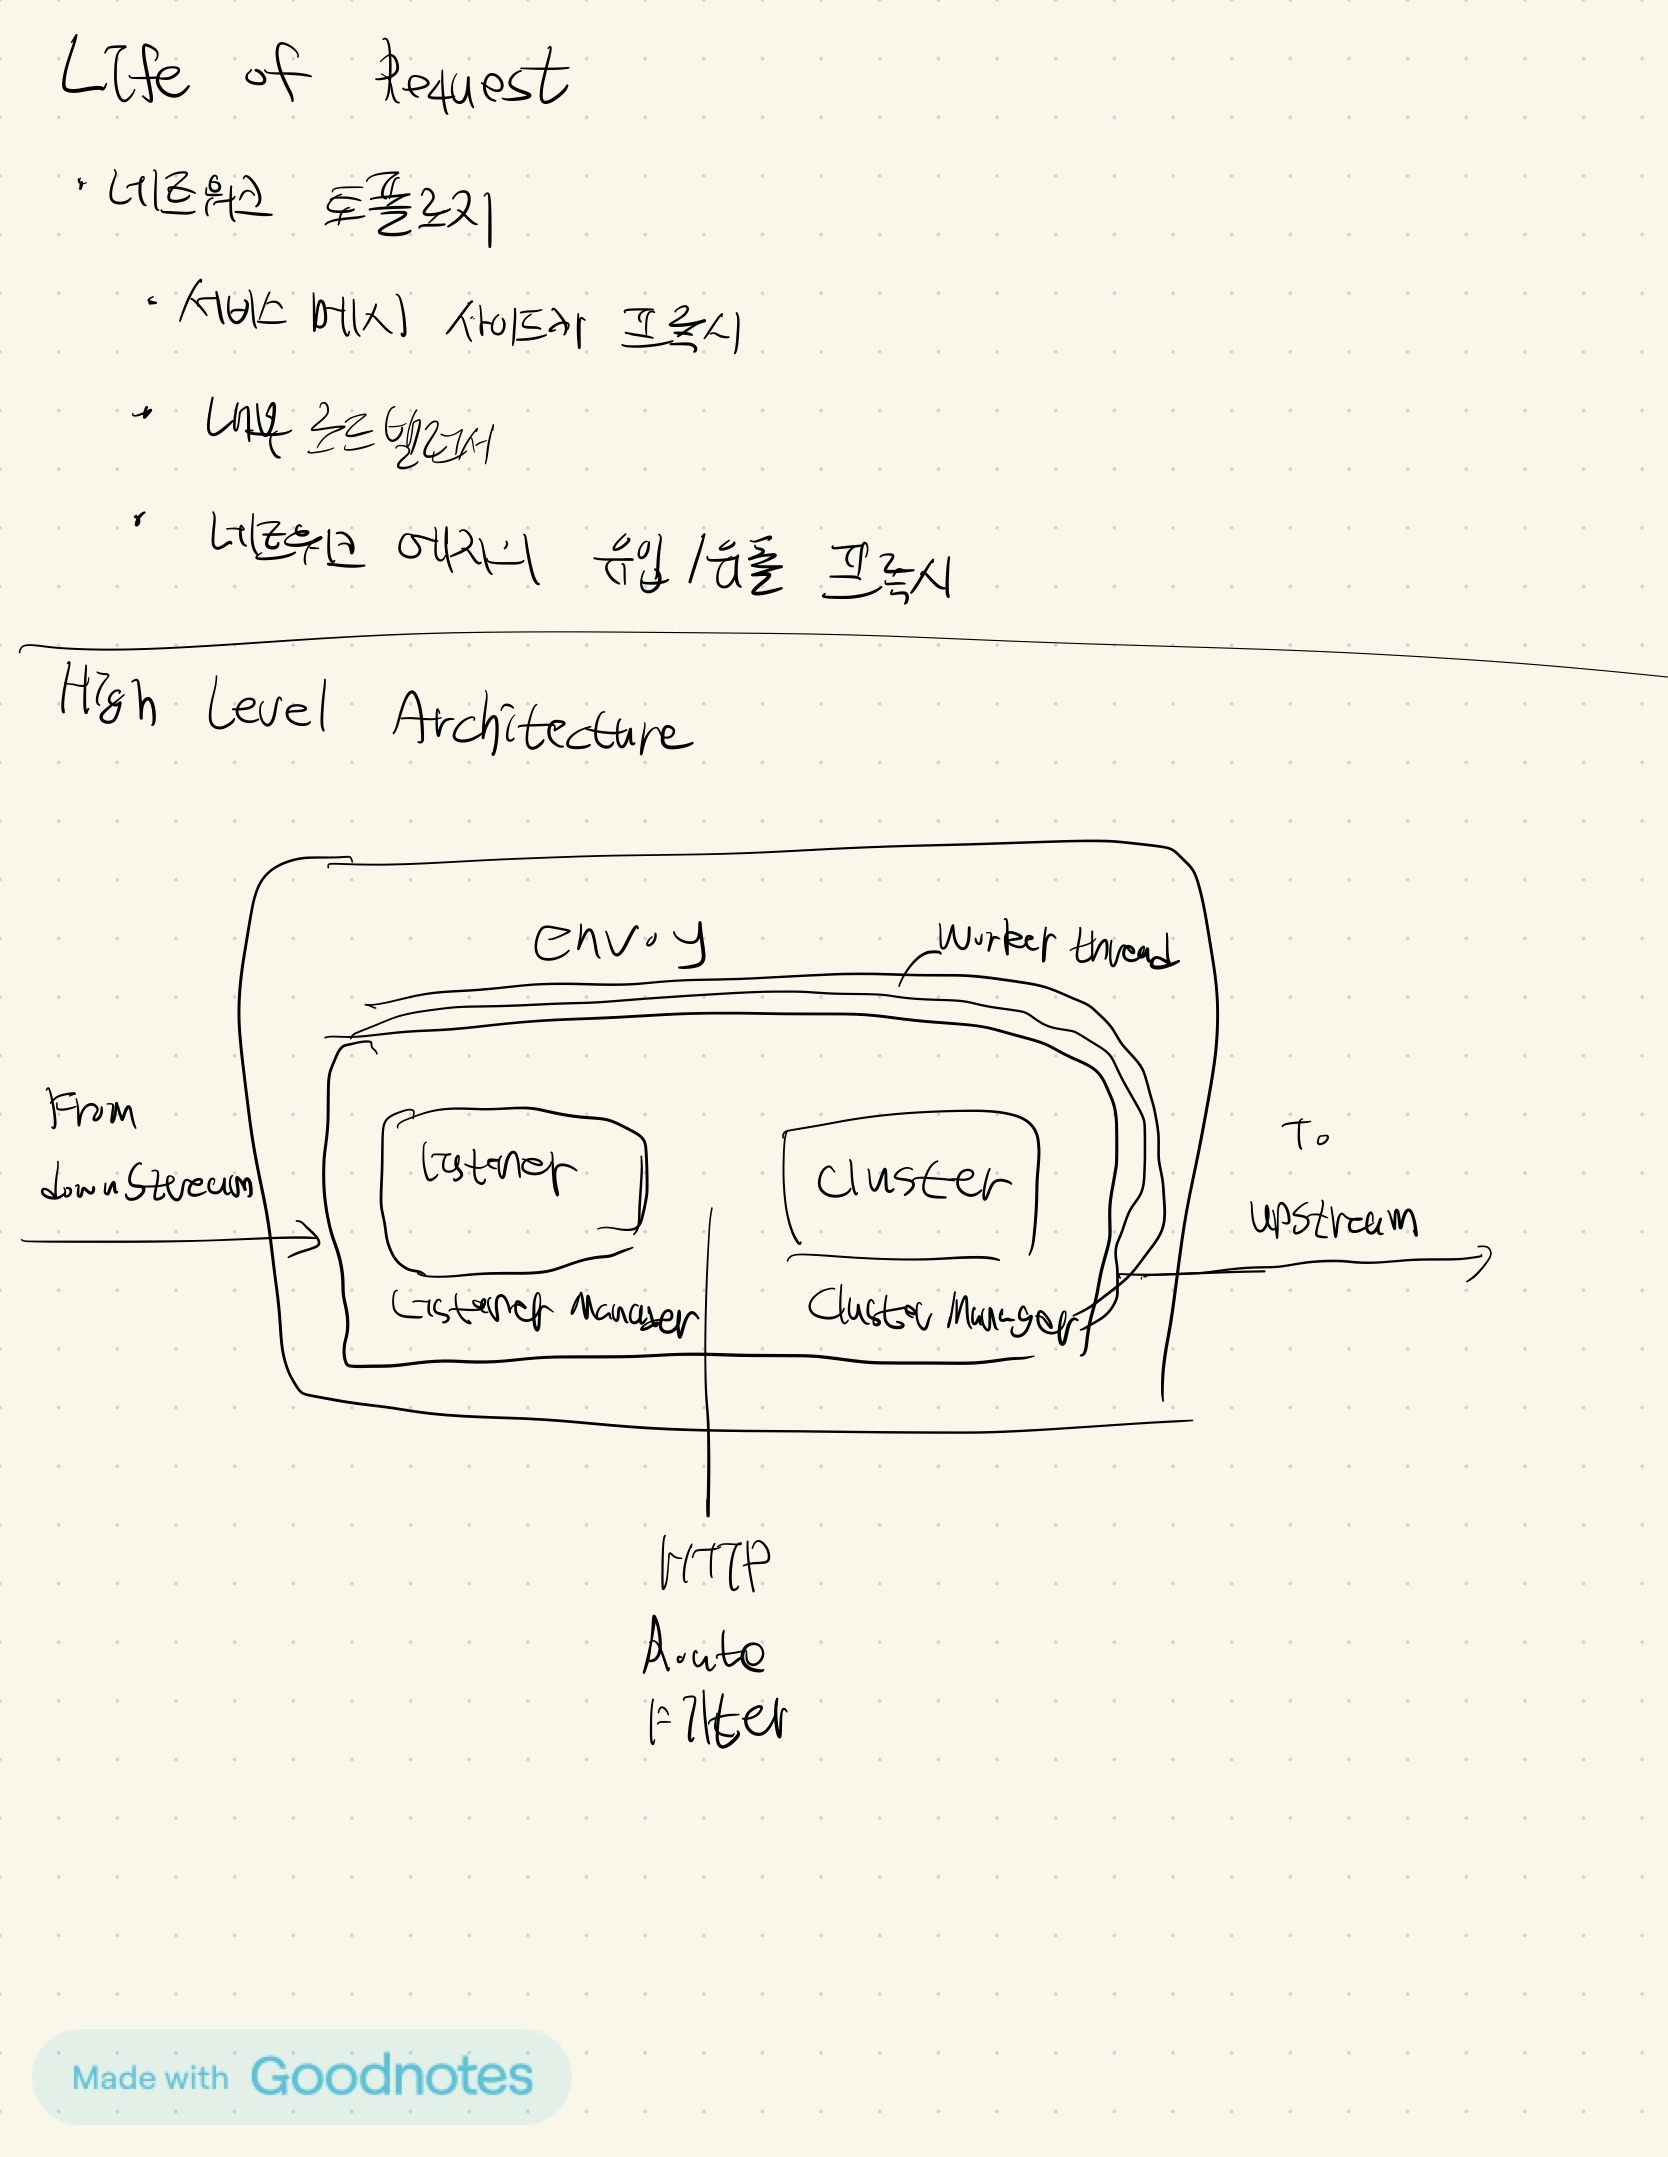 Life of Request
· 네트워크 토폴로지
· 서비스 메시 사이드카 프록시
· 내부 로드 밸런서
· 네트워크 에지의 유입/유출 프록시
High Level Architecture
envoy
Worker thread
From
downstream
Listener
Cluster
To
upstream
Listener Manager
Cluster Manager
HTTP
Route
Filter
Made with Goodnotes